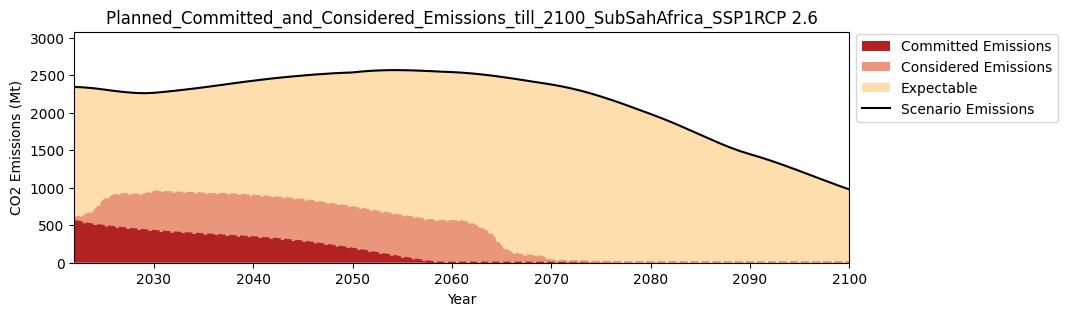 Planned_Committed_and_Considered_Emissions_till_2100_SubSahAfrica_SSP1RCP 2.6
CO2 Emissions (Mt)
3000
2500
2000
1500
1000
500
0
2030 2040 2050 2060 2070 2080 2090 2100
Year
Committed Emissions
Considered Emissions
Expectable
Scenario Emissions